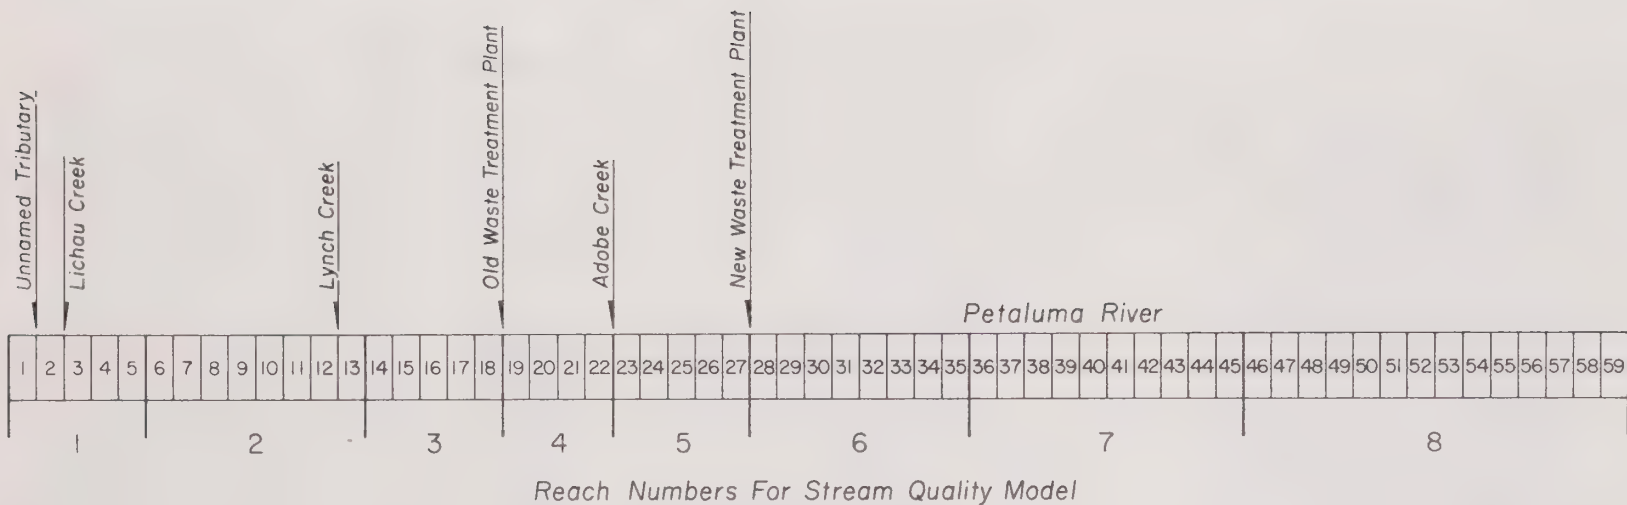 Unnamed Tributary
Lichau Creek
Lynch Creek
Old Waste Treatment Plant
Adobe Creek
New Waste Treatment Plant
Petaluma River
1 2 3 4 5 6 7 8 9 10 11 12 13 14 15 16 17 18 19 20 21 22 23 24 25 26 27 28 29 30 31 32 33 34 35 36 37 38 39 40 41 42 43 44 45 46 47 48 49 50 51 52 53 54 55 56 57 58 59
1 2 3 4 5 6 7 8
Reach Numbers For Stream Quality Model